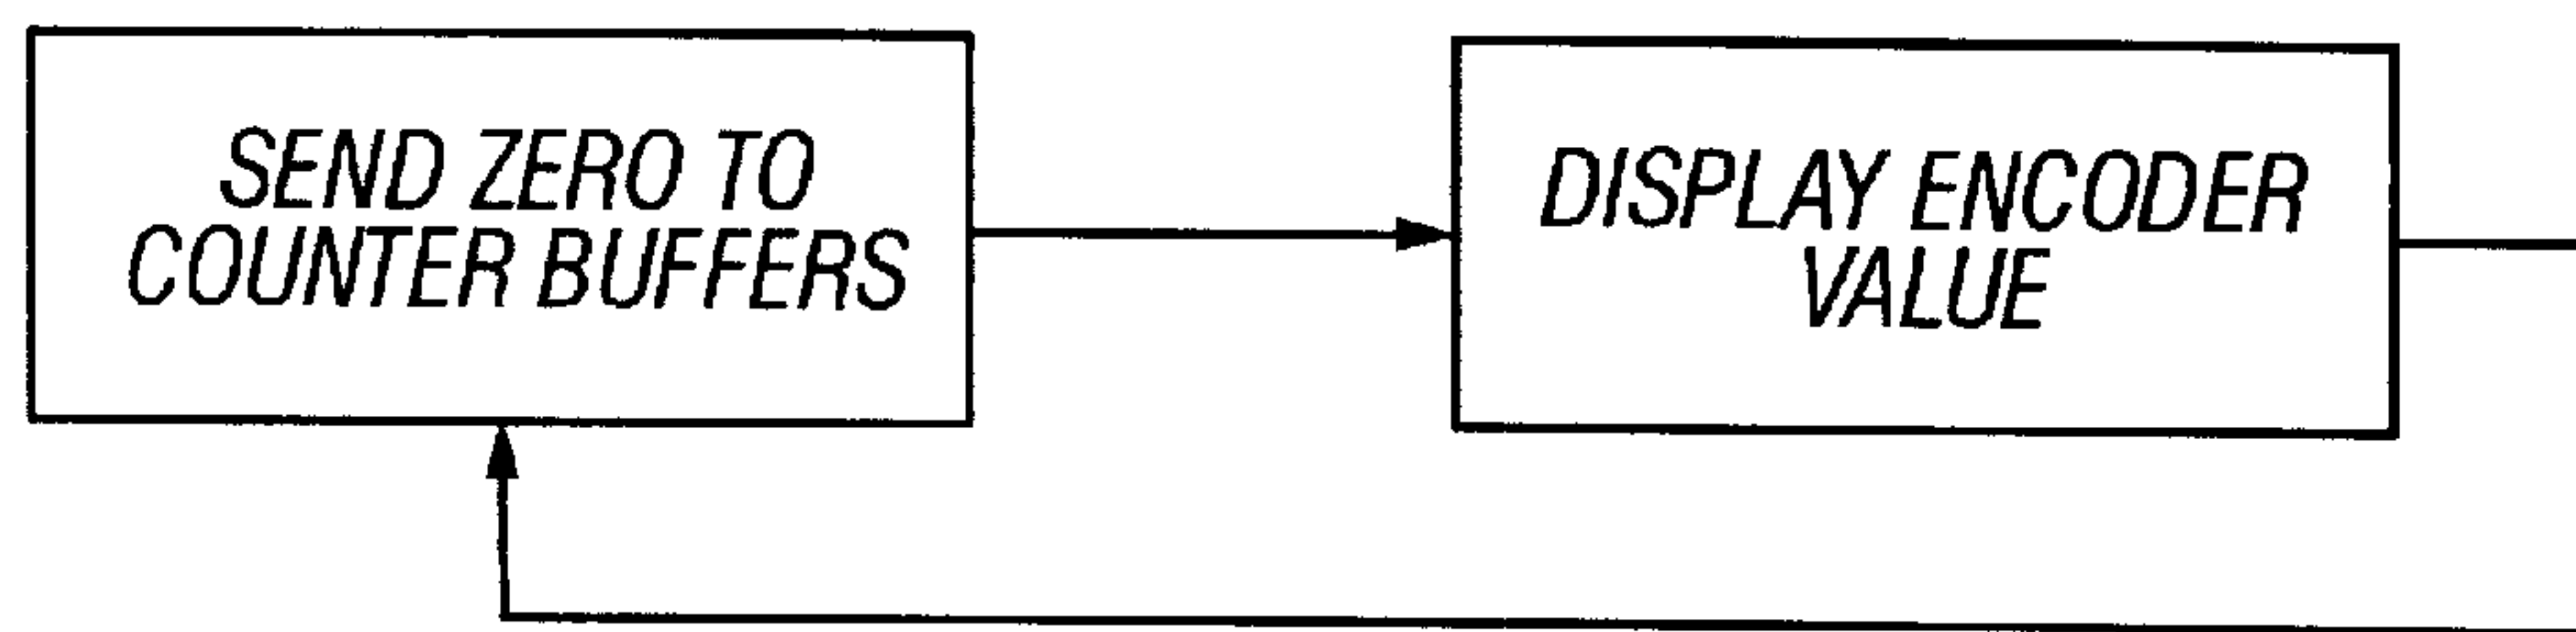 SEND ZERO TO
COUNTER BUFFERS
DISPLAY ENCODER
VALUE